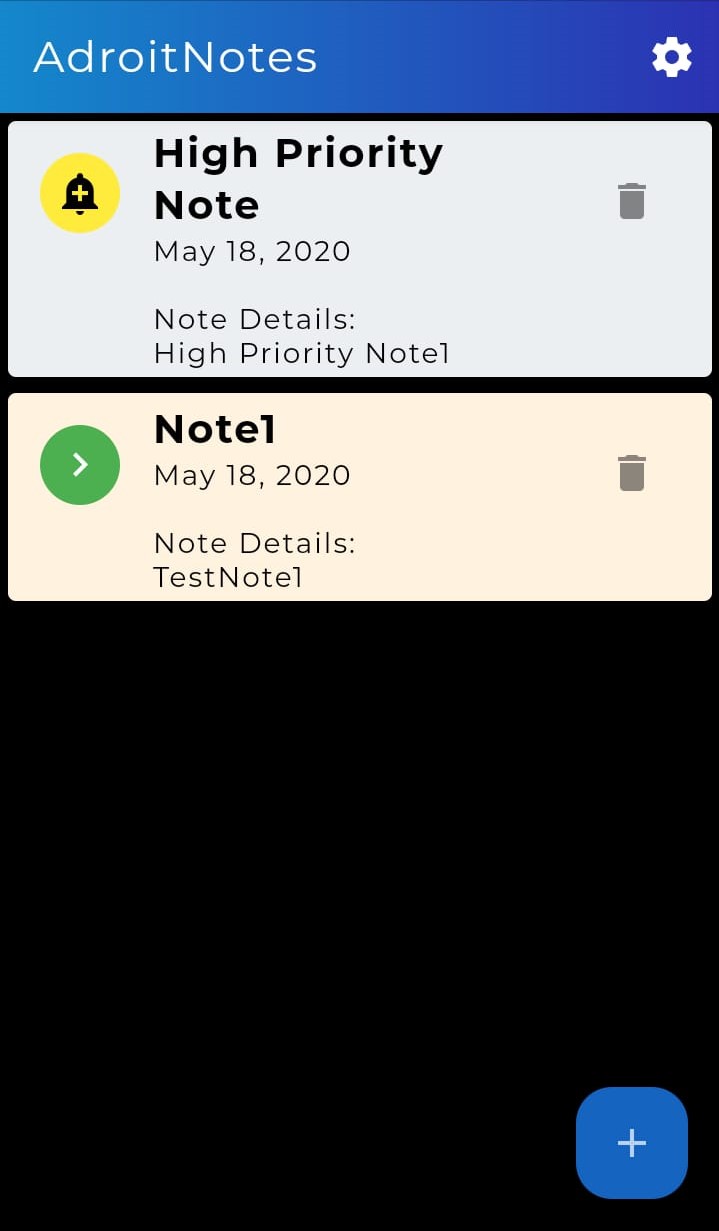 AdroitNotes
High Priority
Note
May 18, 2020
Note Details:
High Priority Note1
Note1
May 18, 2020
Note Details:
TestNote1